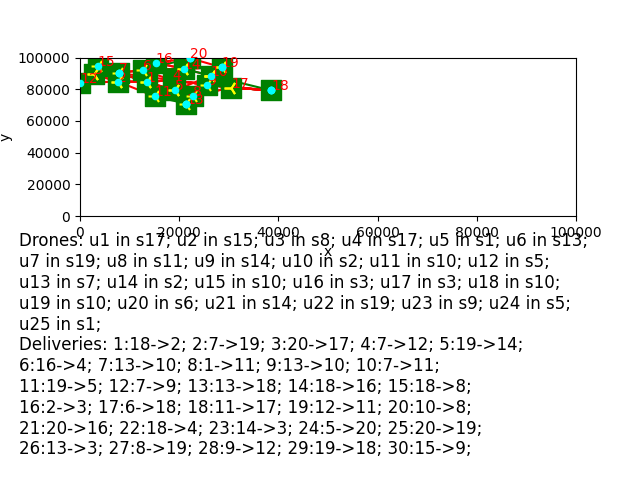 20
15
16
19
17
18
100000
80000
60000
40000
20000
0
y
0
20000
40000
60000
80000
100000
x
Drones: u1 in s17; u2 in s15; u3 in s8; u4 in s17; u5 in s1; u6 in s13;
u7 in s19; u8 in s11; u9 in s14; u10 in s2; u11 in s10; u12 in s5;
u13 in s7; u14 in s2; u15 in s10; u16 in s3; u17 in s3; u18 in s10;
u19 in s10; u20 in s6; u21 in s14; u22 in s19; u23 in s9; u24 in s5;
u25 in s1;
Deliveries: 1:18->2; 2:7->19; 3:20->17; 4:7->12; 5:19->14;
6:16->4; 7:13->10; 8:1->11; 9:13->10; 10:7->11;
11:19->5; 12:7->9; 13:13->18; 14:18->16; 15:18->8;
16:2->3; 17:6->18; 18:11->17; 19:12->11; 20:10->8;
21:20->16; 22:18->4; 23:14->3; 24:5->20; 25:20->19;
26:13->3; 27:8->19; 28:9->12; 29:19->18; 30:15->9;